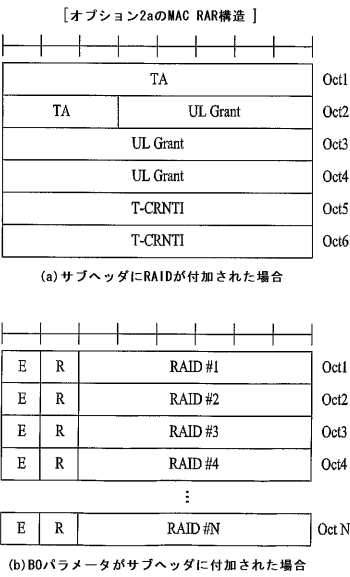 [オプション2aのMAC RAR構造 ]
TA Oct1
TA UL Grant Oct2
UL Grant Oct3
UL Grant Oct4
T-CRNTI Oct5
T-CRNTI Oct6
(a)サブヘッダにRAIDが付加された場合
E R RAID #1 Oct1
E R RAID #2 Oct2
E R RAID #3 Oct3
E R RAID #4 Oct4
⋮
E R RAID #N Oct N
(b)BOパラメータがサブヘッダに付加された場合